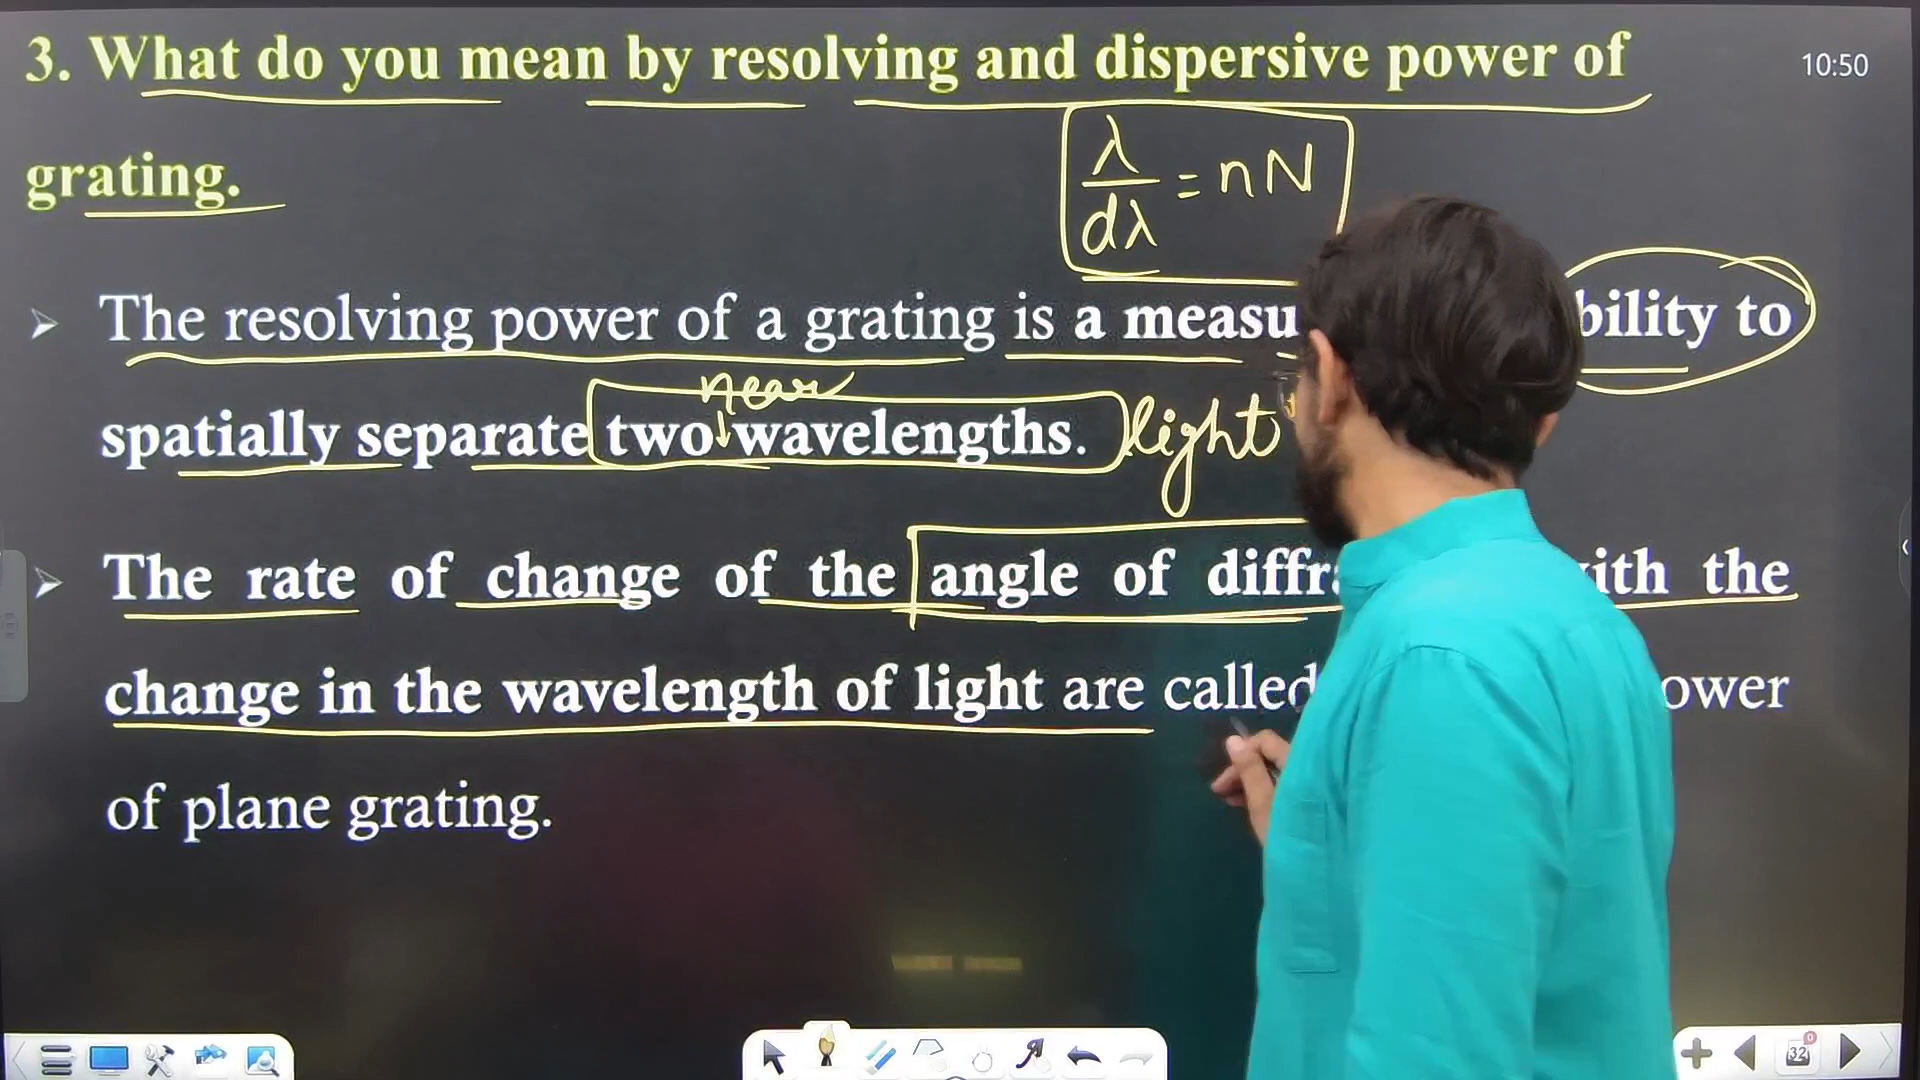 3. What do you mean by resolving and dispersive power of
10:50
grating.
λ/dλ = nN
The resolving power of a grating is a measu bility to
near
spatially separate two wavelengths. light
The rate of change of the angle of diffra ith the
change in the wavelength of light are called ower
of plane grating.
32
0